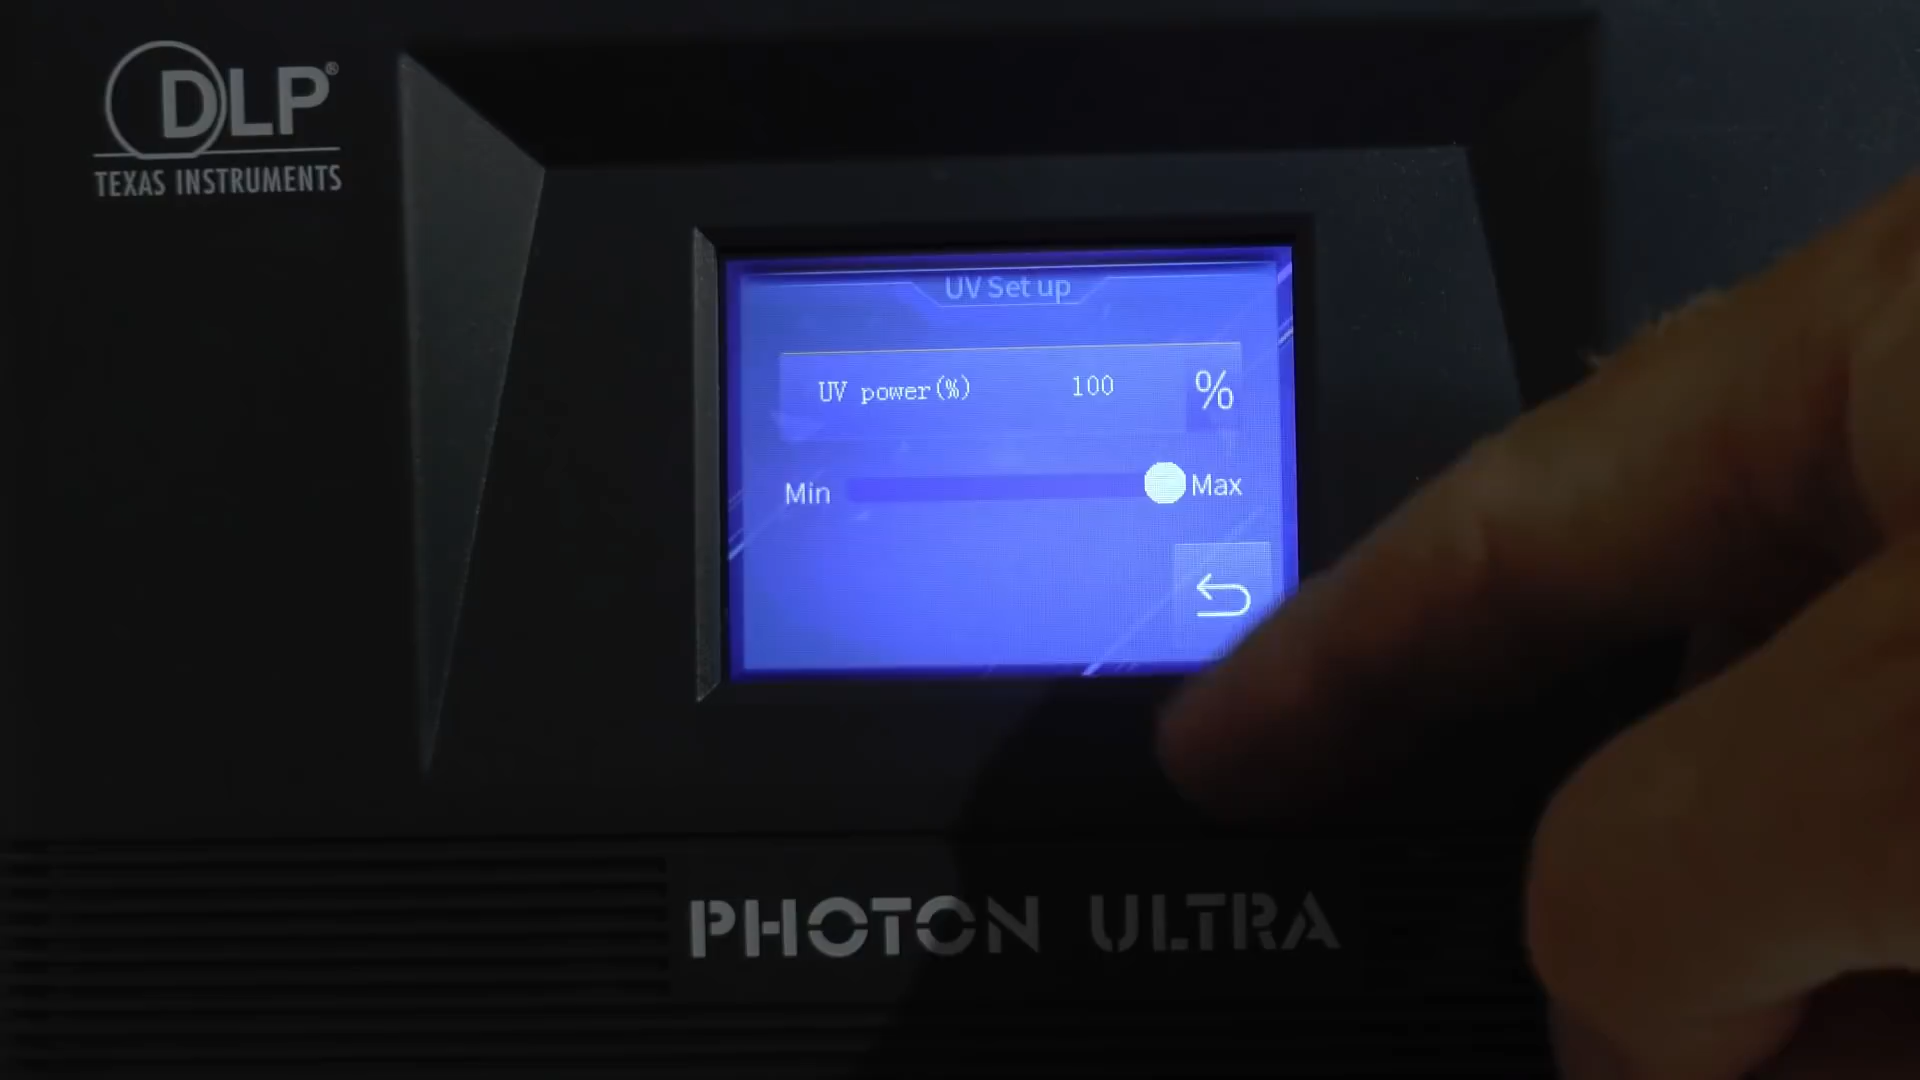 DLP®
TEXAS INSTRUMENTS
UV Set up
UV power(%) 100 %
Min Max
PHOTON ULTRA